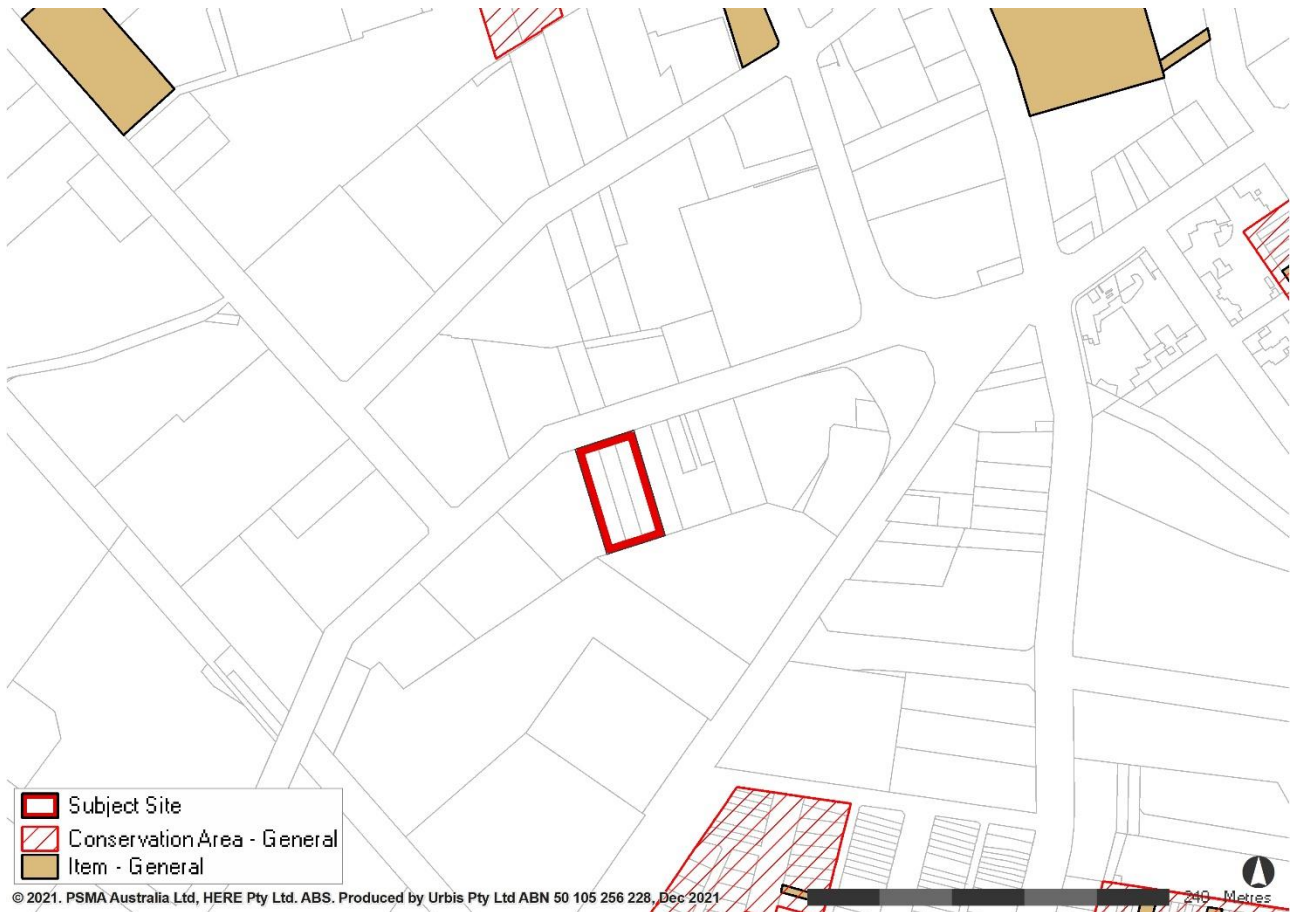 Subject Site
Conservation Area - General
Item - General
© 2021. PSMA Australia Ltd, HERE Pty Ltd. ABS. Produced by Urbis Pty Ltd ABN 50 105 256 228, Dec 2021
240 Metres